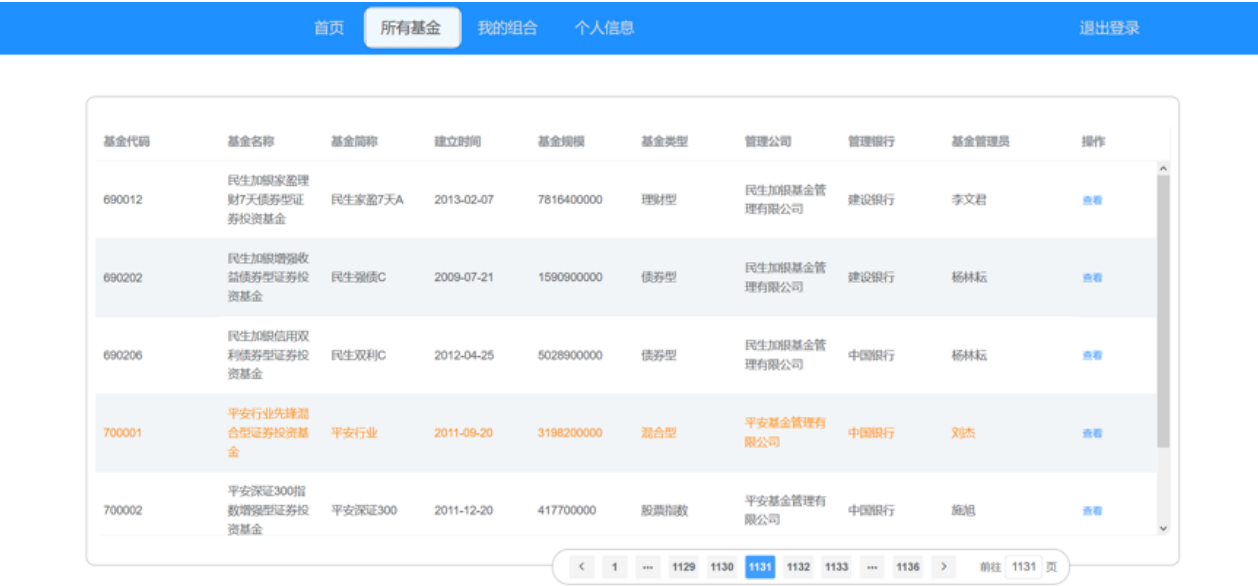 首页 所有基金 我的组合 个人信息 退出登录
基金代码 基金名称 基金简称 建立时间 基金规模 基金类型 管理公司 管理银行 基金管理员 操作
民生加银家盈理
690012 财7天债券型证 民生家盈7天A 2013-02-07 7816400000 理财型 民生加银基金管 建设银行 李文君 查看
券投资基金 理有限公司
民生加银增强收
690202 益债券型证券投 民生强债C 2009-07-21 1590900000 债券型 民生加银基金管 建设银行 杨林耘 查看
资基金 理有限公司
民生加银信用双
690206 利债券型证券投 民生双利C 2012-04-25 5028900000 债券型 民生加银基金管 中国银行 杨林耘 查看
资基金 理有限公司
平安行业先锋混
700001 合型证券投资基 平安行业 2011-09-20 3198200000 混合型 平安基金管理有 中国银行 刘杰 查看
金 限公司
平安深证300指
700002 数增强型证券投 平安深证300 2011-12-20 417700000 股票指数 平安基金管理有 中国银行 施旭 查看
资基金 限公司
1 ··· 1129 1130 1131 1132 1133 ··· 1136 前往 1131 页